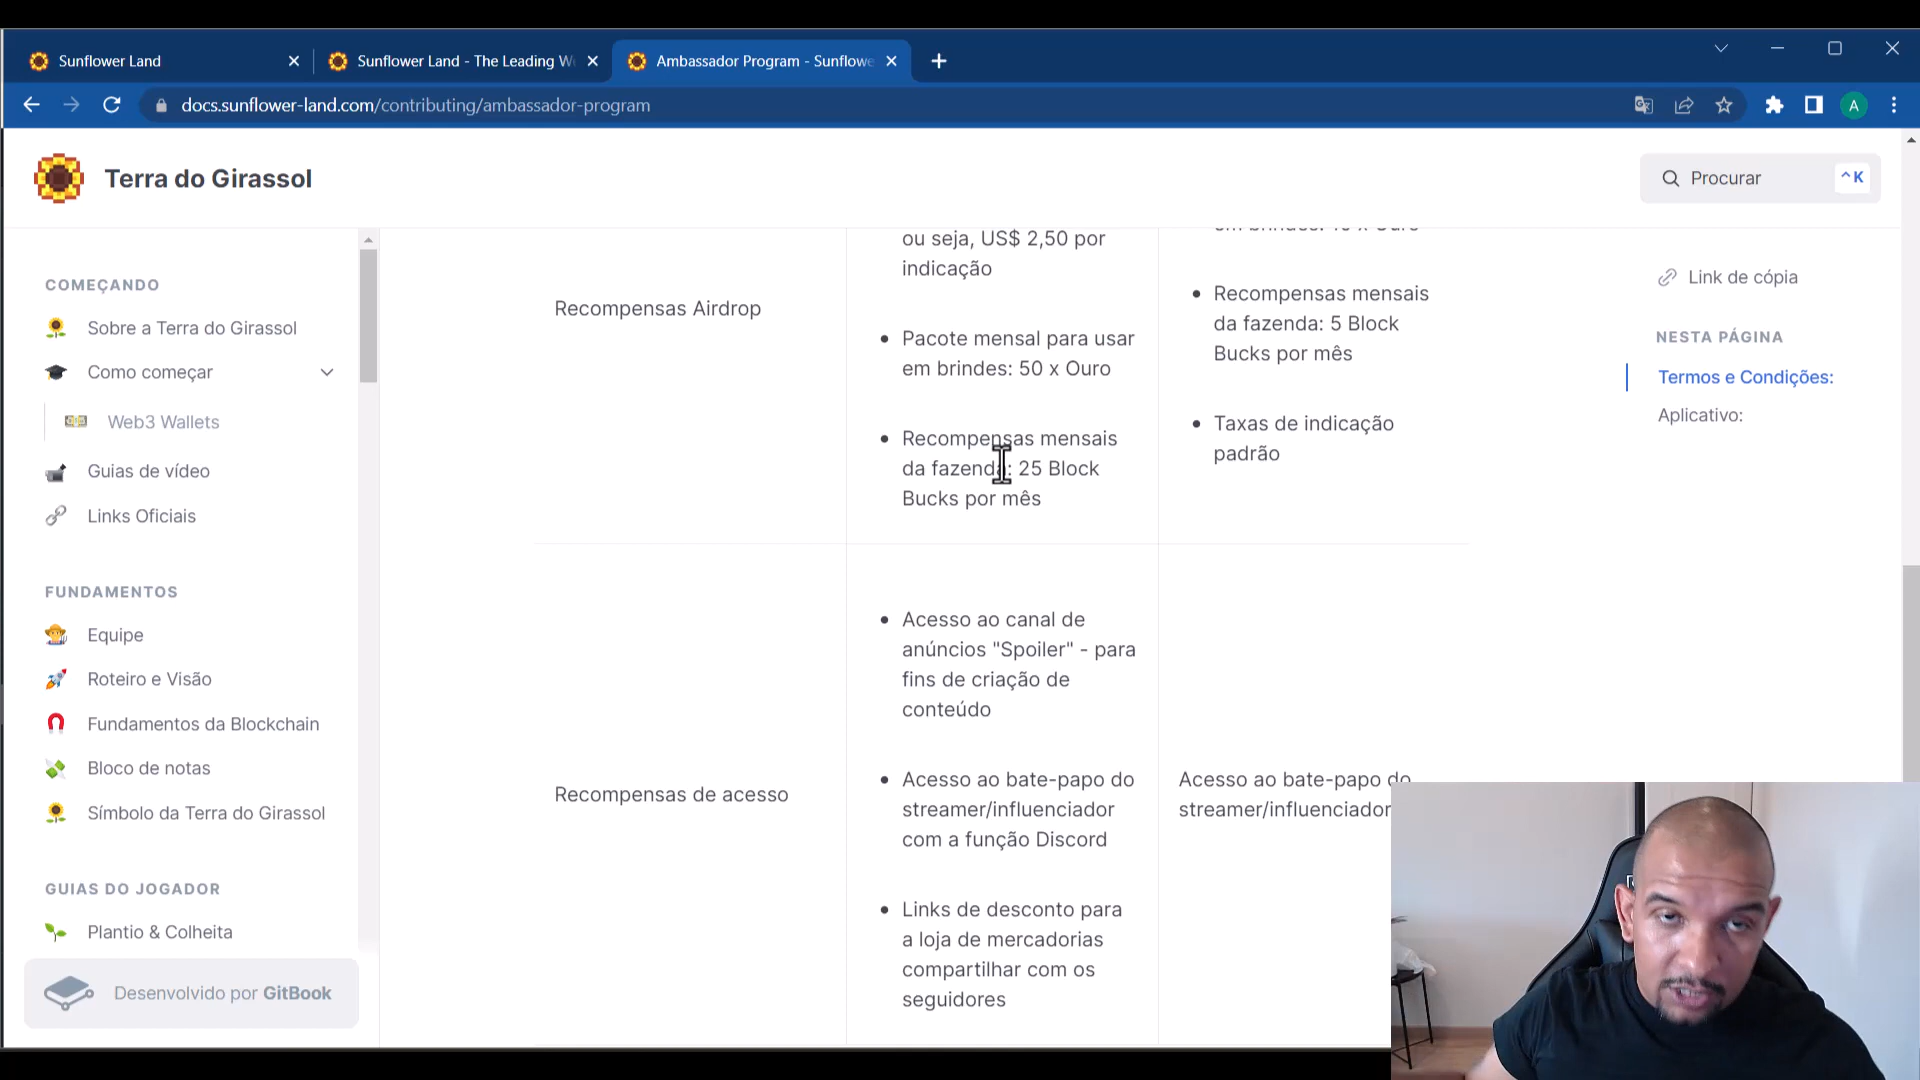 Sunflower Land
Sunflower Land - The Leading W
Ambassador Program - Sunflowe
docs.sunflower-land.com/contributing/ambassador-program
A
Terra do Girassol
Procurar
^K
COMEÇANDO
Sobre a Terra do Girassol
Como começar
Web3 Wallets
Guias de vídeo
Links Oficiais
FUNDAMENTOS
Equipe
Roteiro e Visão
Fundamentos da Blockchain
Bloco de notas
Símbolo da Terra do Girassol
GUIAS DO JOGADOR
Plantio & Colheita
Desenvolvido por GitBook
Recompensas Airdrop
ou seja, US$ 2,50 por
indicação
Pacote mensal para usar
em brindes: 50 x Ouro
Recompensas mensais
da fazenda: 25 Block
Bucks por mês
Recompensas mensais
da fazenda: 5 Block
Bucks por mês
Taxas de indicação
padrão
Recompensas de acesso
Acesso ao canal de
anúncios "Spoiler" - para
fins de criação de
conteúdo
Acesso ao bate-papo do
streamer/influenciador
com a função Discord
Links de desconto para
a loja de mercadorias
compartilhar com os
seguidores
Acesso ao bate-papo do
streamer/influenciador
Link de cópia
NESTA PÁGINA
Termos e Condições:
Aplicativo: